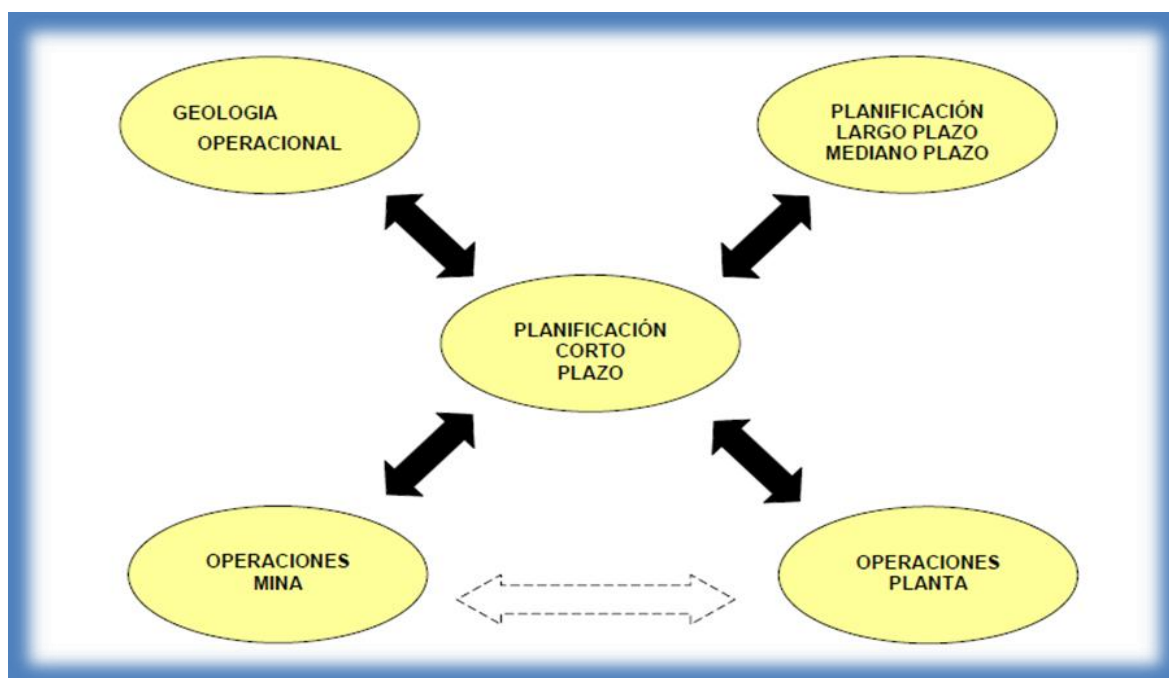 GEOLOGIA
OPERACIONAL
PLANIFICACIÓN
LARGO PLAZO
MEDIANO PLAZO
PLANIFICACIÓN
CORTO
PLAZO
OPERACIONES
MINA
OPERACIONES
PLANTA